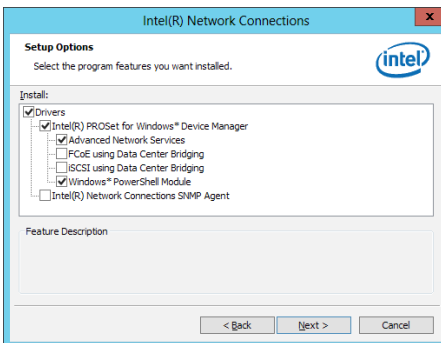 Intel(R) Network Connections
x
Setup Options
Select the program features you want installed.
intel
Install:
Drivers
Intel(R) PROSet for Windows* Device Manager
Advanced Network Services
FCoE using Data Center Bridging
iSCSI using Data Center Bridging
Windows* PowerShell Module
Intel(R) Network Connections SNMP Agent
Feature Description
< Back
Next >
Cancel